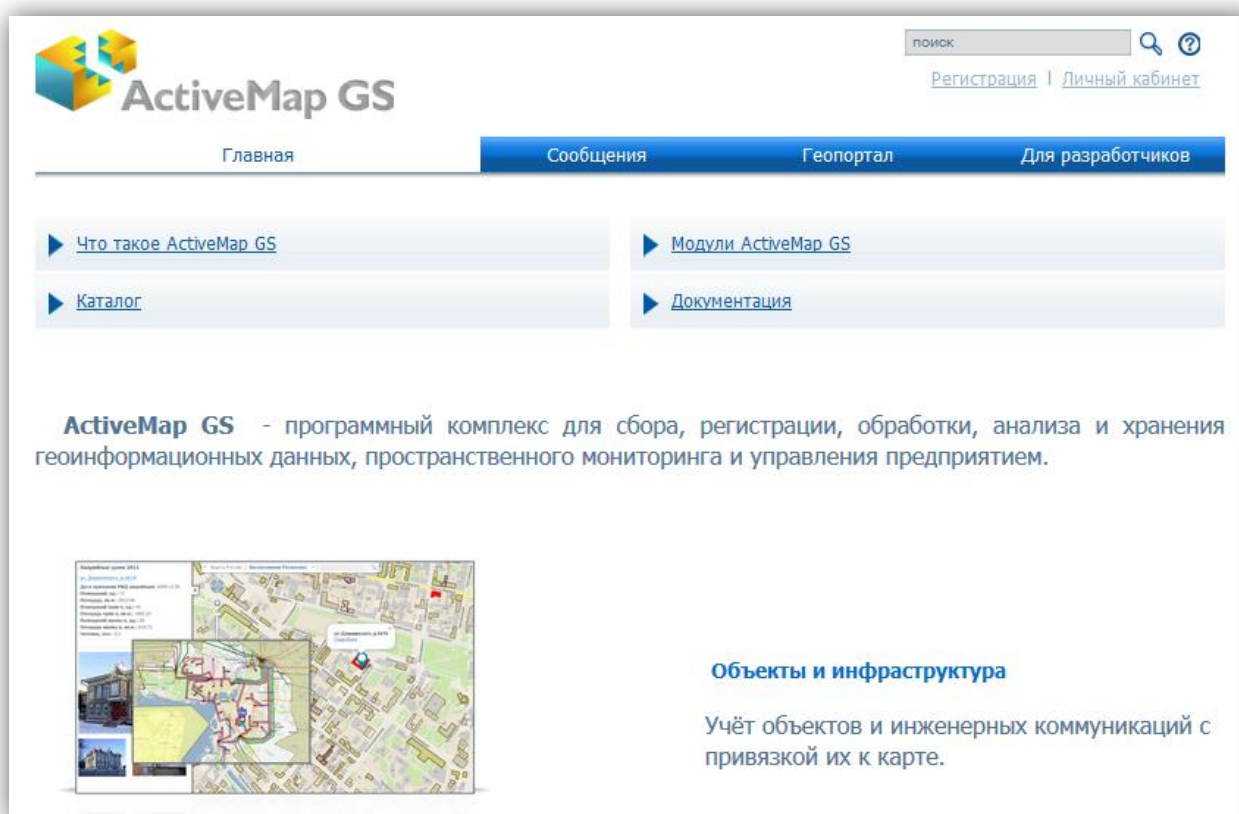 ActiveMap GS
поиск
Регистрация | Личный кабинет
Главная Сообщения Геопортал Для разработчиков
Что такое ActiveMap GS Модули ActiveMap GS
Каталог Документация
ActiveMap GS - программный комплекс для сбора, регистрации, обработки, анализа и хранения
геоинформационных данных, пространственного мониторинга и управления предприятием.
Объекты и инфраструктура
Учёт объектов и инженерных коммуникаций с
привязкой их к карте.